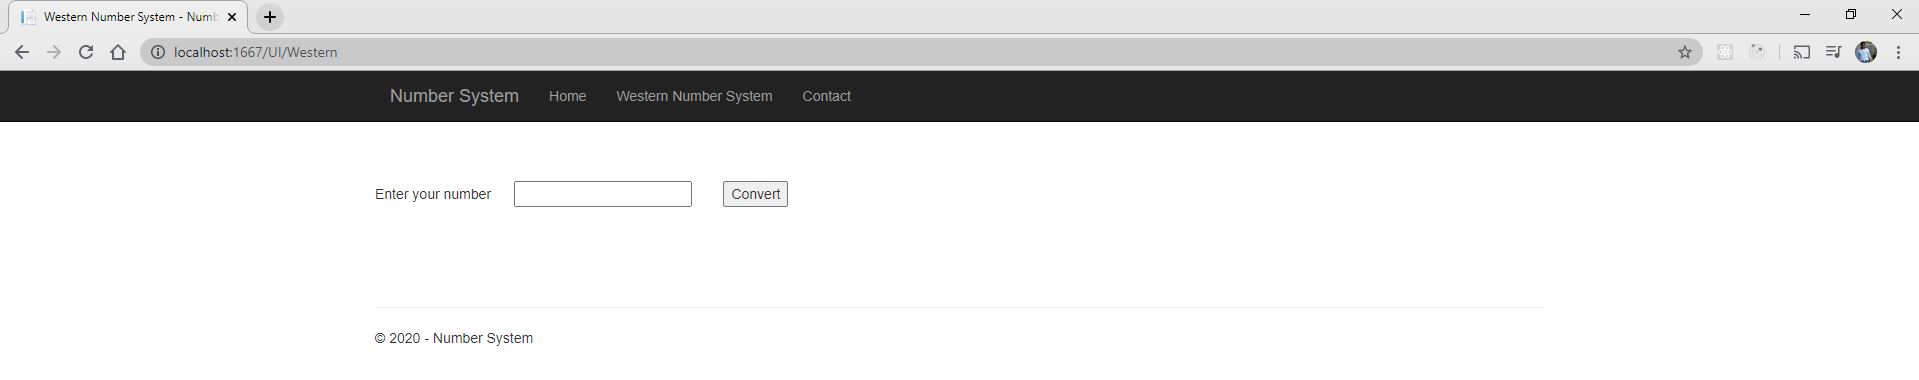 Western Number System - Numb
localhost:1667/UI/Western
Number System Home Western Number System Contact
Enter your number Convert
© 2020 - Number System